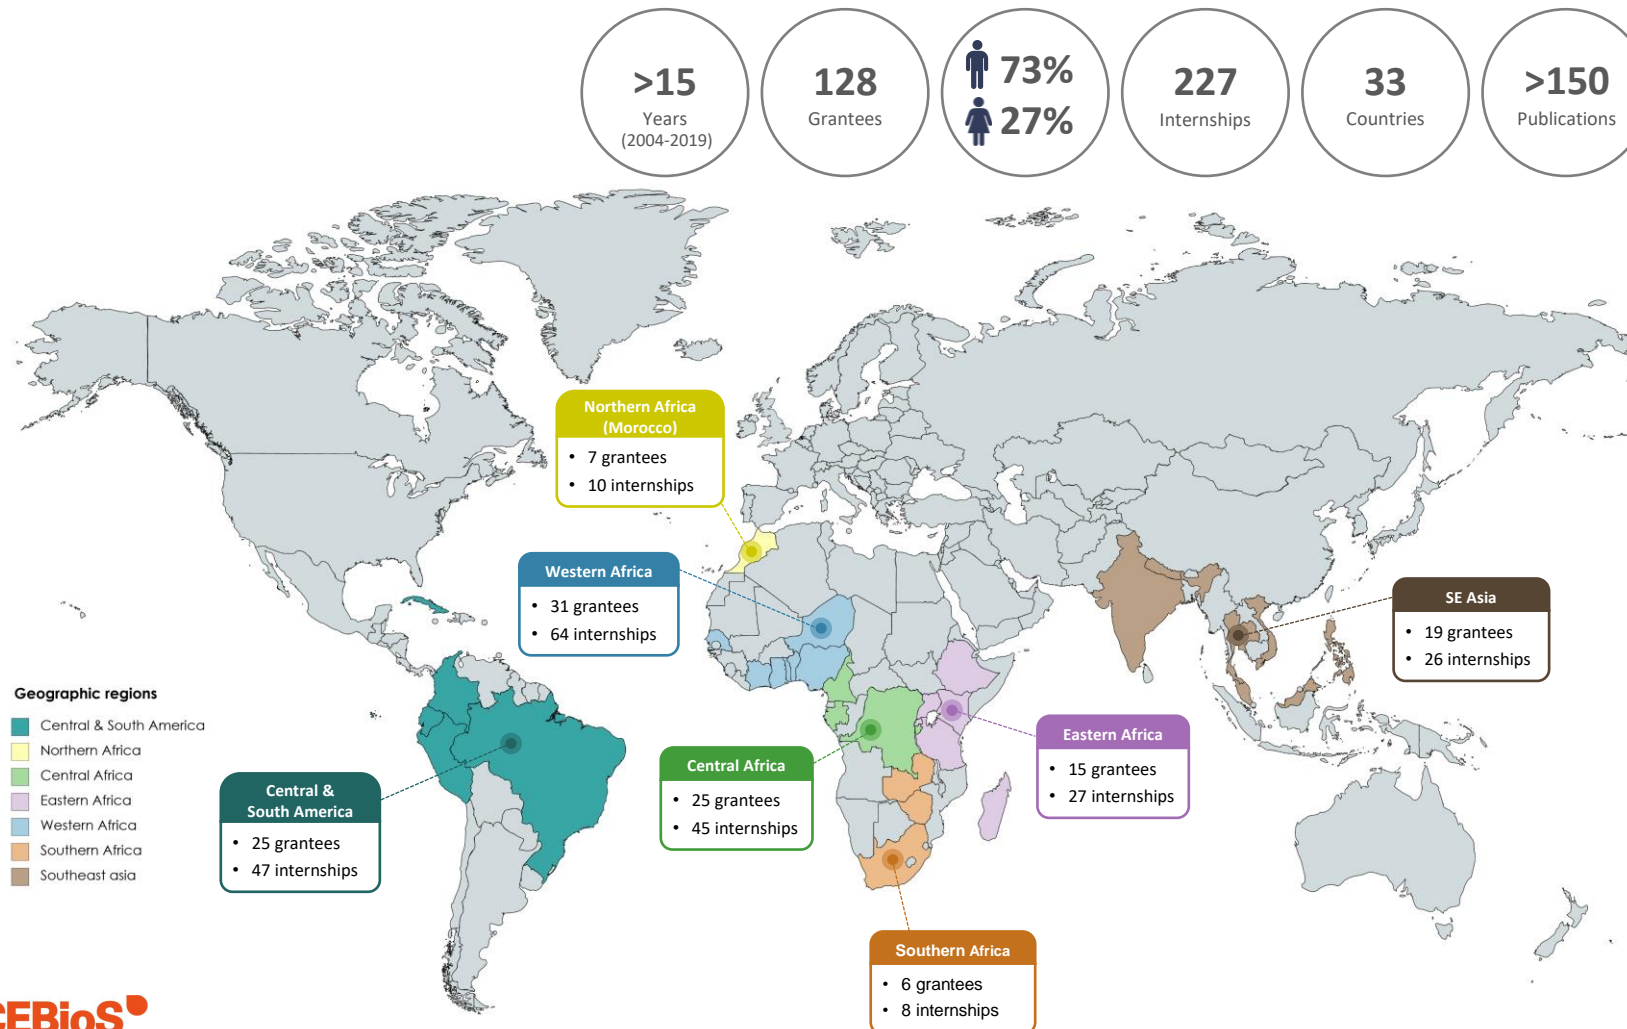 >15
Years
(2004-2019)
128
Grantees
73%
27%
227
Internships
33
Countries
>150
Publications
Northern Africa
(Morocco)
• 7 grantees
• 10 internships
Western Africa
• 31 grantees
• 64 internships
SE Asia
• 19 grantees
• 26 internships
Geographic regions
Central & South America
Northern Africa
Central Africa
Eastern Africa
Western Africa
Southern Africa
Southeast asia
Central &
South America
• 25 grantees
• 47 internships
Central Africa
• 25 grantees
• 45 internships
Eastern Africa
• 15 grantees
• 27 internships
Southern Africa
• 6 grantees
• 8 internships
CEBioS